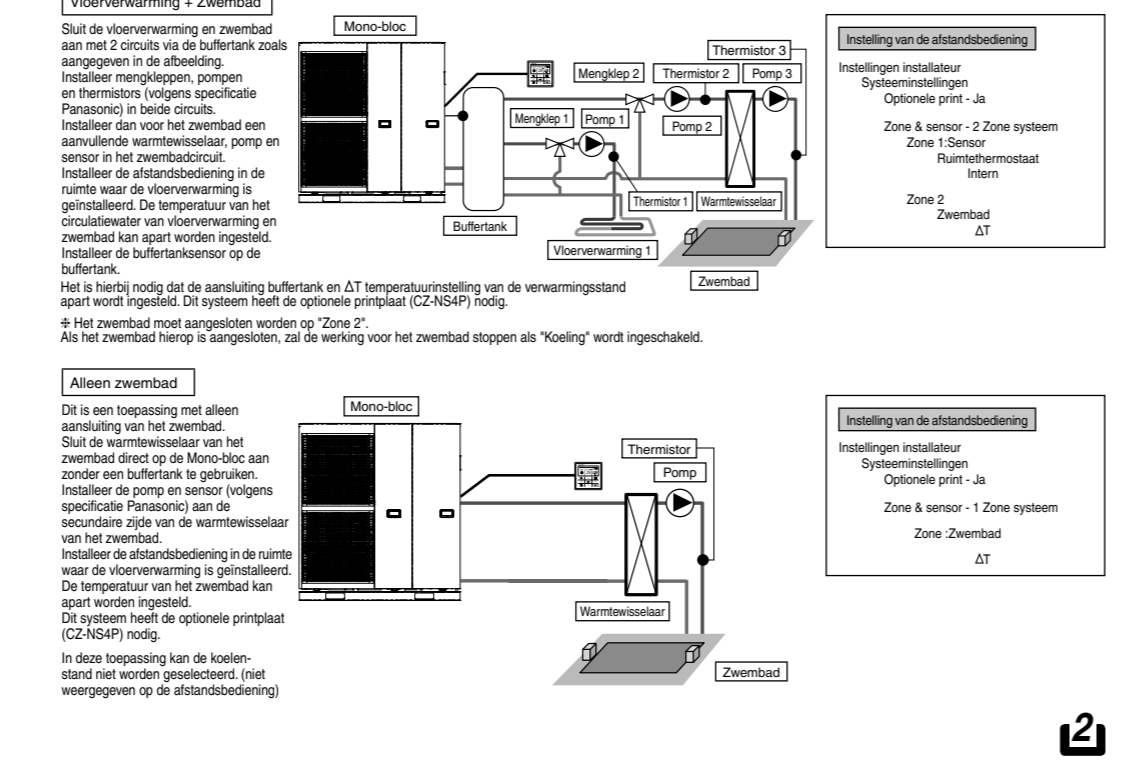 Vloerverwarming + Zwembad
Sluit de vloerverwarming en zwembad
aan met 2 circuits via de buffertank zoals
aangegeven in de afbeelding.
Installeer mengkleppen, pompen
en thermistors (volgens specificatie
Panasonic) in beide circuits.
Installeer dan voor het zwembad een
aanvullende warmtewisselaar, pomp en
sensor in het zwembadcircuit.
Installeer de afstandsbediening in de
ruimte waar de vloerverwarming is
geïnstalleerd. De temperatuur van het
circulatiewater van vloerverwarming en
zwembad kan apart worden ingesteld.
Installeer de buffertanksensor op de
buffertank.
Het is hierbij nodig dat de aansluiting buffertank en ΔT temperatuurinstelling van de verwarmingsstand
apart wordt ingesteld. Dit systeem heeft de optionele printplaat (CZ-NS4P) nodig.
⁜ Het zwembad moet aangesloten worden op "Zone 2".
Als het zwembad hierop is aangesloten, zal de werking voor het zwembad stoppen als "Koeling" wordt ingeschakeld.
Mono-bloc
Thermistor 3
Mengklep 2
Thermistor 2
Pomp 3
Mengklep 1
Pomp 1
Pomp 2
Thermistor 1
Warmtewisselaar
Buffertank
Vloerverwarming 1
Zwembad
Instelling van de afstandsbediening
Instellingen installateur
Systeeminstellingen
Optionele print - Ja
Zone & sensor - 2 Zone systeem
Zone 1:Sensor
Ruimtethermostaat
Intern
Zone 2
Zwembad
ΔT
Alleen zwembad
Dit is een toepassing met alleen
aansluiting van het zwembad.
Sluit de warmtewisselaar van het
zwembad direct op de Mono-bloc aan
zonder een buffertank te gebruiken.
Installeer de pomp en sensor (volgens
specificatie Panasonic) aan de
secundaire zijde van de warmtewisselaar
van het zwembad.
Installeer de afstandsbediening in de ruimte
waar de vloerverwarming is geïnstalleerd.
De temperatuur van het zwembad kan
apart worden ingesteld.
Dit systeem heeft de optionele printplaat
(CZ-NS4P) nodig.
In deze toepassing kan de koelen-
stand niet worden geselecteerd. (niet
weergegeven op de afstandsbediening)
Mono-bloc
Thermistor
Pomp
Warmtewisselaar
Zwembad
Instelling van de afstandsbediening
Instellingen installateur
Systeeminstellingen
Optionele print - Ja
Zone & sensor - 1 Zone systeem
Zone :Zwembad
ΔT
2